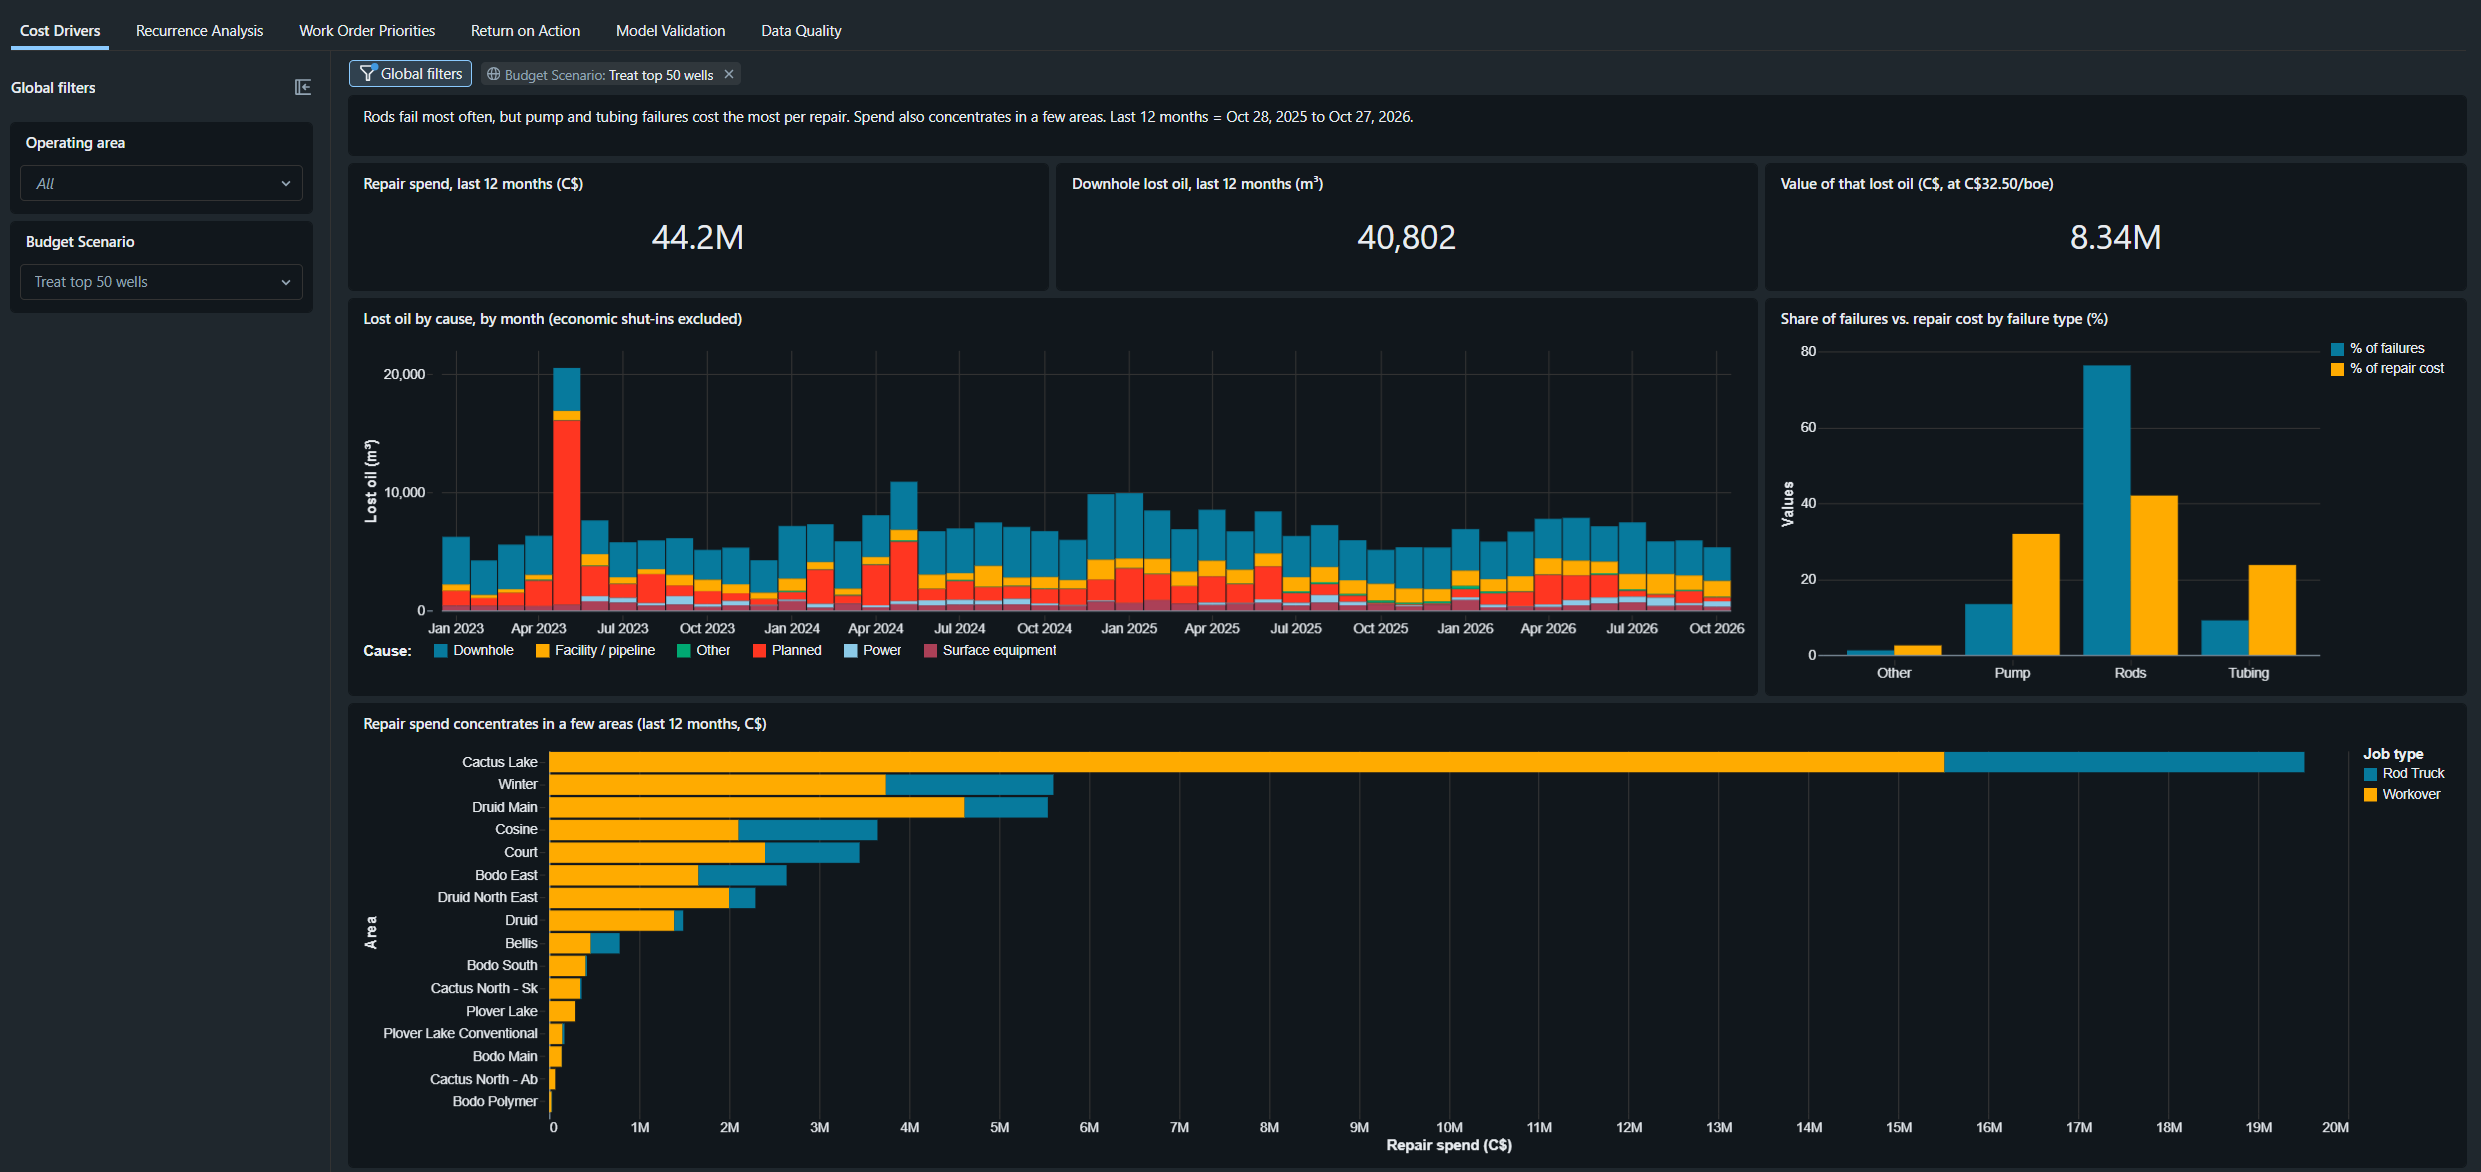 Cost Drivers
Recurrence Analysis
Work Order Priorities
Return on Action
Model Validation
Data Quality
Global filters
Operating area
All
Budget Scenario
Treat top 50 wells
Global filters
Budget Scenario: Treat top 50 wells
Rods fail most often, but pump and tubing failures cost the most per repair. Spend also concentrates in a few areas. Last 12 months = Oct 28, 2025 to Oct 27, 2026.
Repair spend, last 12 months (C$)
44.2M
Downhole lost oil, last 12 months (m³)
40,802
Value of that lost oil (C$, at C$32.50/boe)
8.34M
Lost oil by cause, by month (economic shut-ins excluded)
Lost oil (m³)
20,000
10,000
0
Jan 2023
Apr 2023
Jul 2023
Oct 2023
Jan 2024
Apr 2024
Jul 2024
Oct 2024
Jan 2025
Apr 2025
Jul 2025
Oct 2025
Jan 2026
Apr 2026
Jul 2026
Oct 2026
Cause:
Downhole
Facility / pipeline
Other
Planned
Power
Surface equipment
Share of failures vs. repair cost by failure type (%)
Values
80
60
40
20
0
Other
Pump
Rods
Tubing
% of failures
% of repair cost
Repair spend concentrates in a few areas (last 12 months, C$)
Area
Cactus Lake
Winter
Druid Main
Cosine
Court
Bodo East
Druid North East
Druid
Bellis
Bodo South
Cactus North - Sk
Plover Lake
Plover Lake Conventional
Bodo Main
Cactus North - Ab
Bodo Polymer
0
1M
2M
3M
4M
5M
6M
7M
8M
9M
10M
11M
12M
13M
14M
15M
16M
17M
18M
19M
20M
Repair spend (C$)
Job type
Rod Truck
Workover